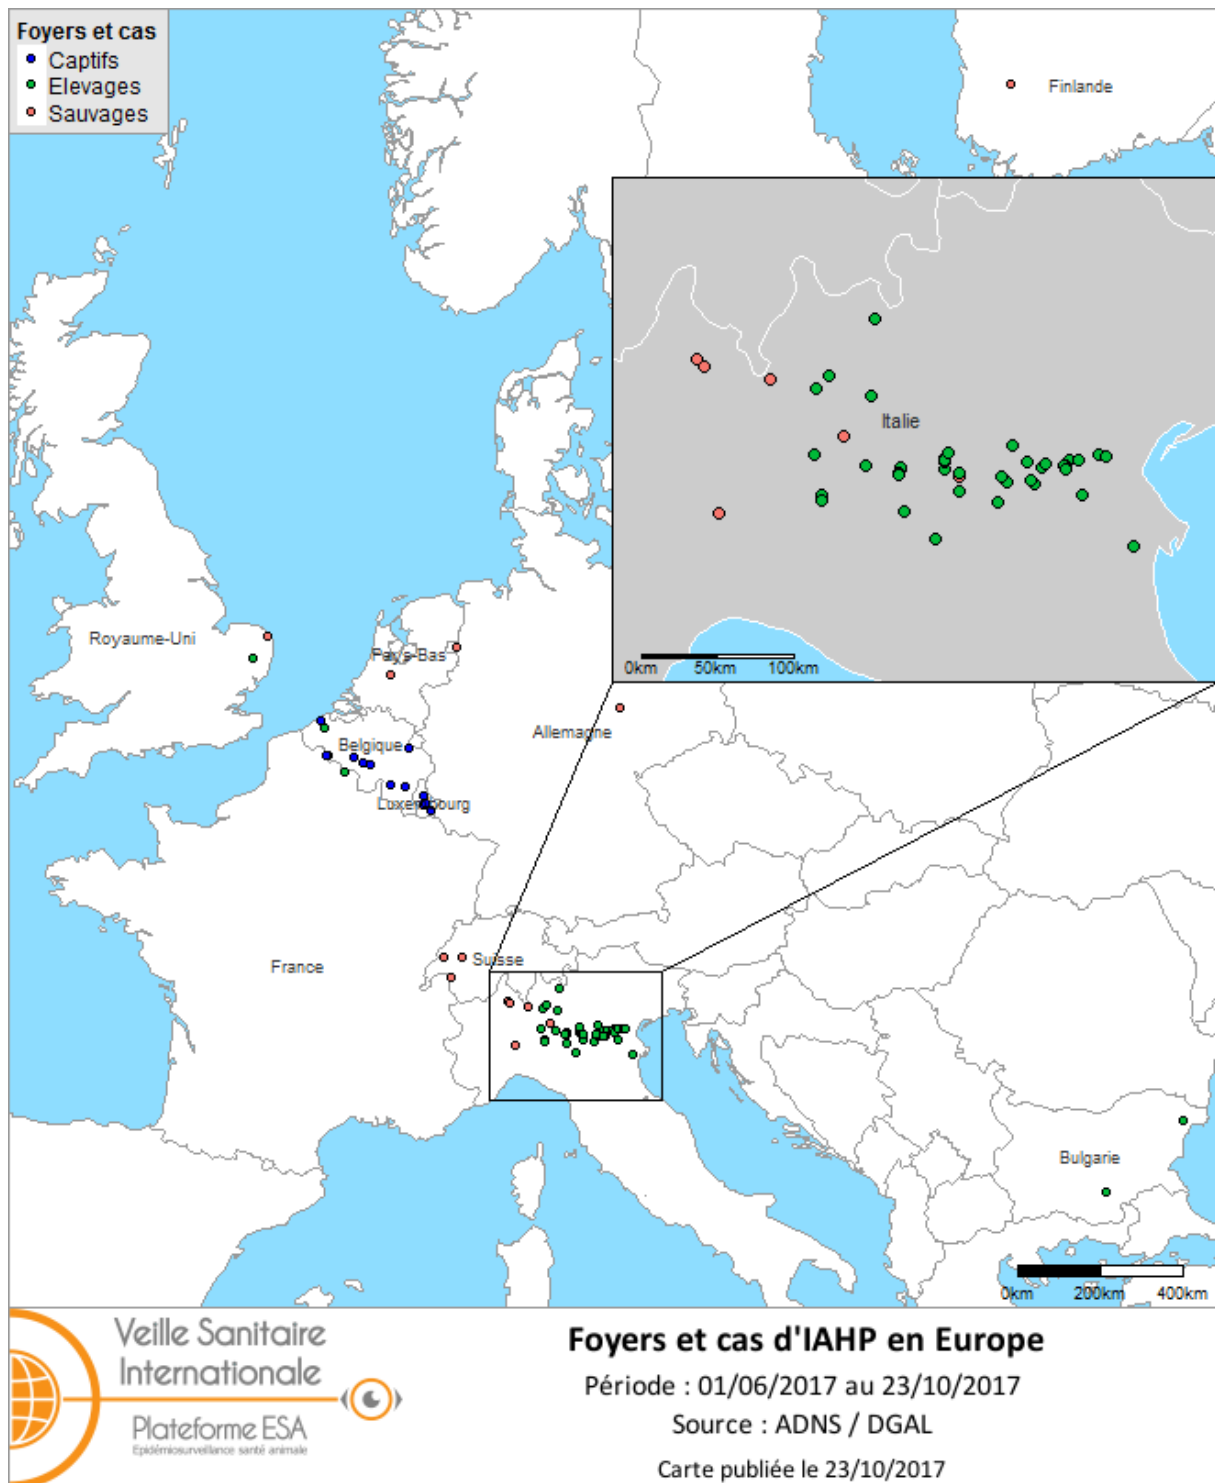 Foyers et cas
Captifs
Elevages
Sauvages
Finlande
Italie
0km 50km 100km
Royaume-Uni
Pays-Bas
Allemagne
Belgique
Luxembourg
France
Suisse
Bulgarie
0km 200km 400km
Veille Sanitaire
Internationale
Plateforme ESA
Epidémiosurveillance santé animale
Foyers et cas d'IAHP en Europe
Période : 01/06/2017 au 23/10/2017
Source : ADNS / DGAL
Carte publiée le 23/10/2017